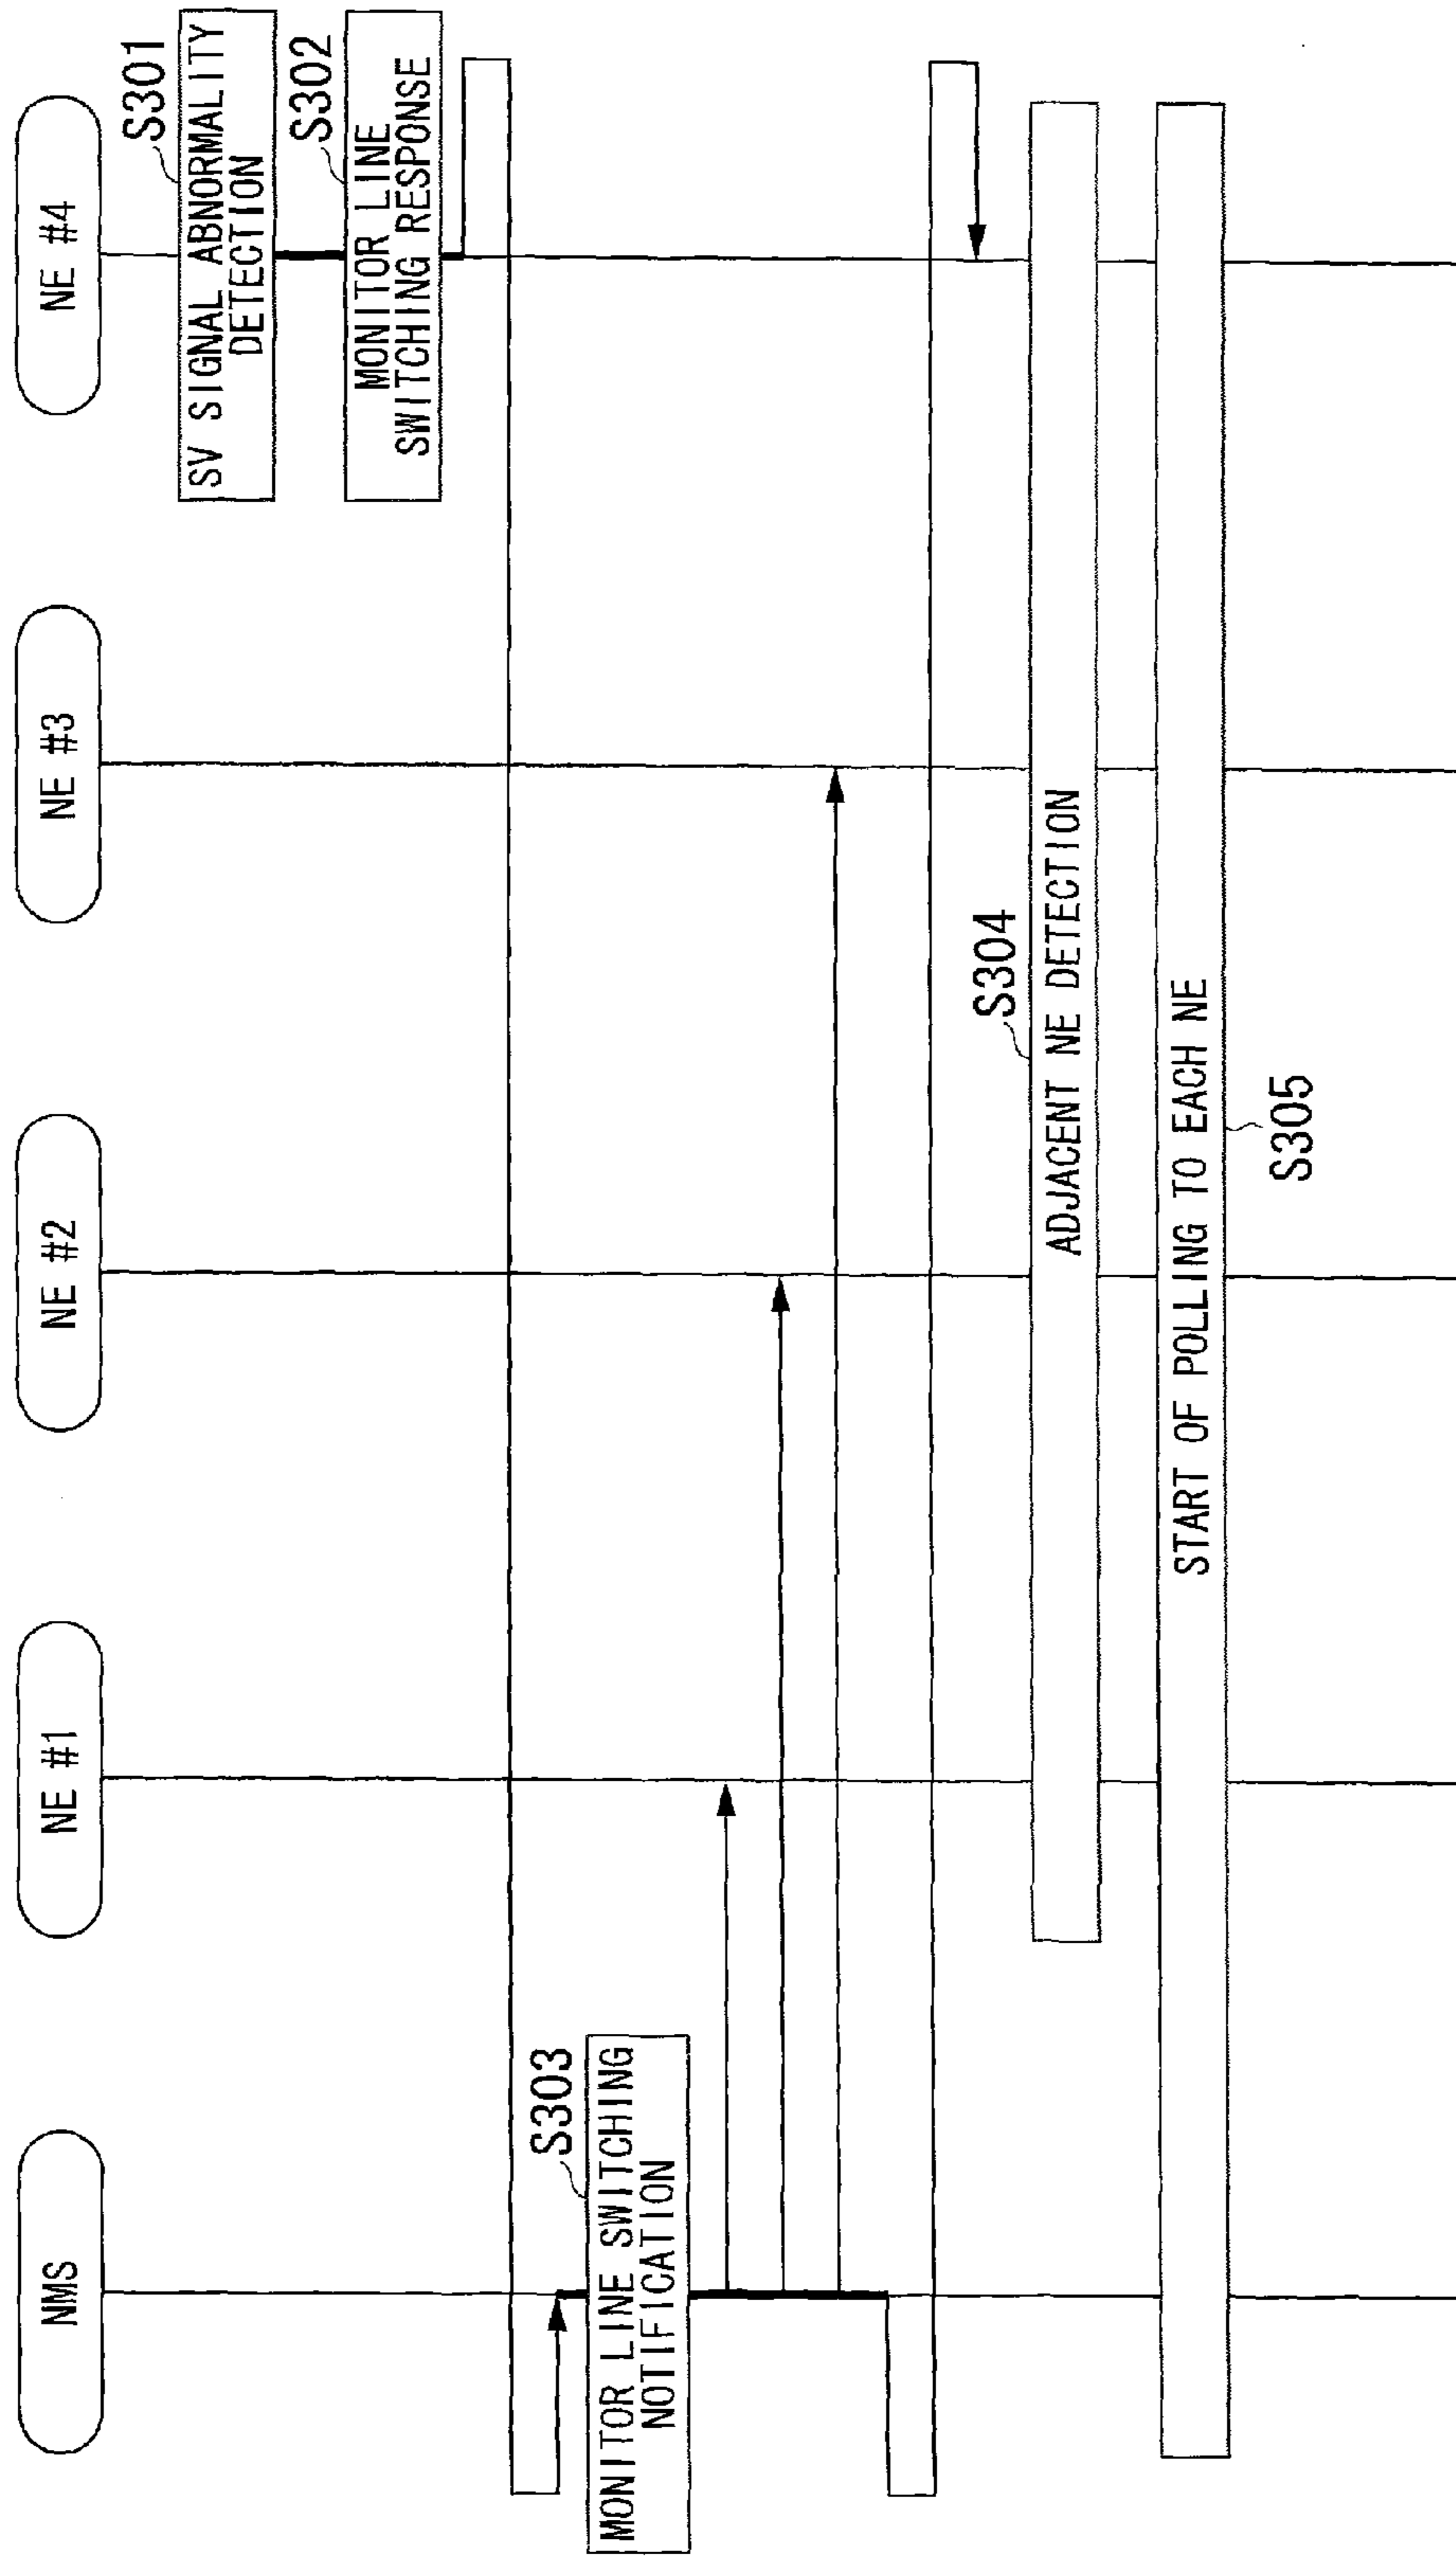 NMS
NE #1
NE #2
NE #3
NE #4
S301
SV SIGNAL ABNORMALITY
DETECTION
S302
MONITOR LINE
SWITCHING RESPONSE
S303
MONITOR LINE SWITCHING
NOTIFICATION
S304
ADJACENT NE DETECTION
START OF POLLING TO EACH NE
S305